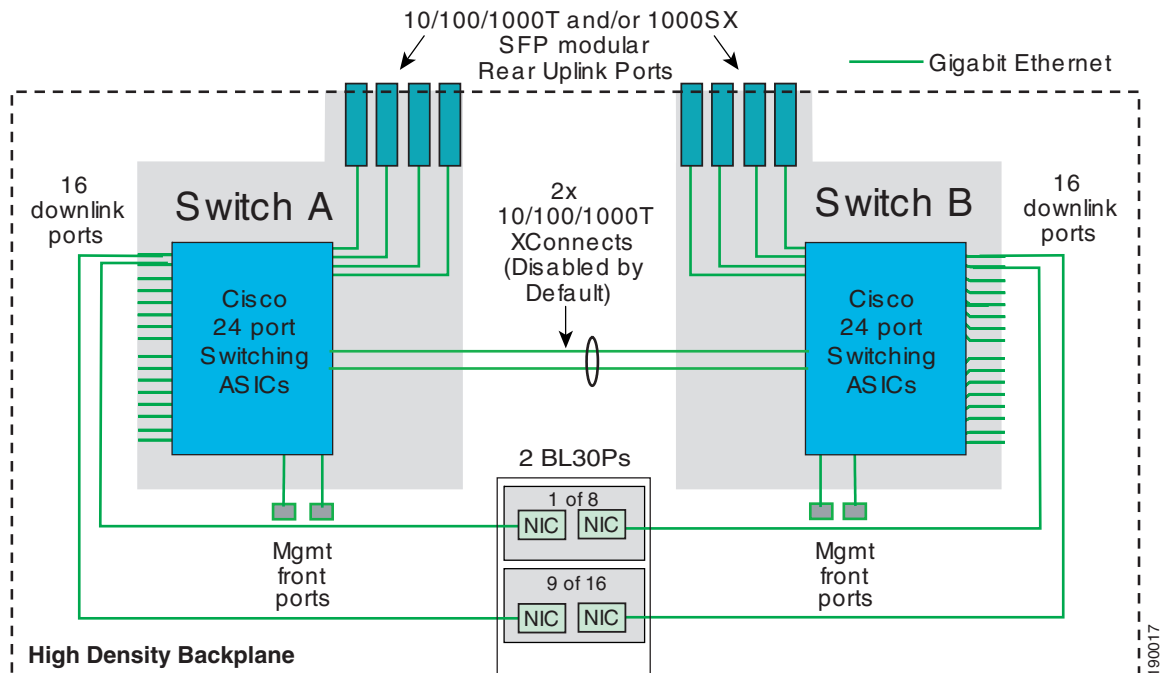 10/100/1000T and/or 1000SX
SFP modular
Rear Uplink Ports
Gigabit Ethernet
16
downlink
ports
Switch A
2x
10/100/1000T
XConnects
(Disabled by
Default)
Switch B
16
downlink
ports
Cisco
24 port
Switching
ASICs
Cisco
24 port
Switching
ASICs
2 BL30Ps
1 of 8
NIC
NIC
Mgmt
front
ports
9 of 16
NIC
NIC
Mgmt
front
ports
High Density Backplane
190017